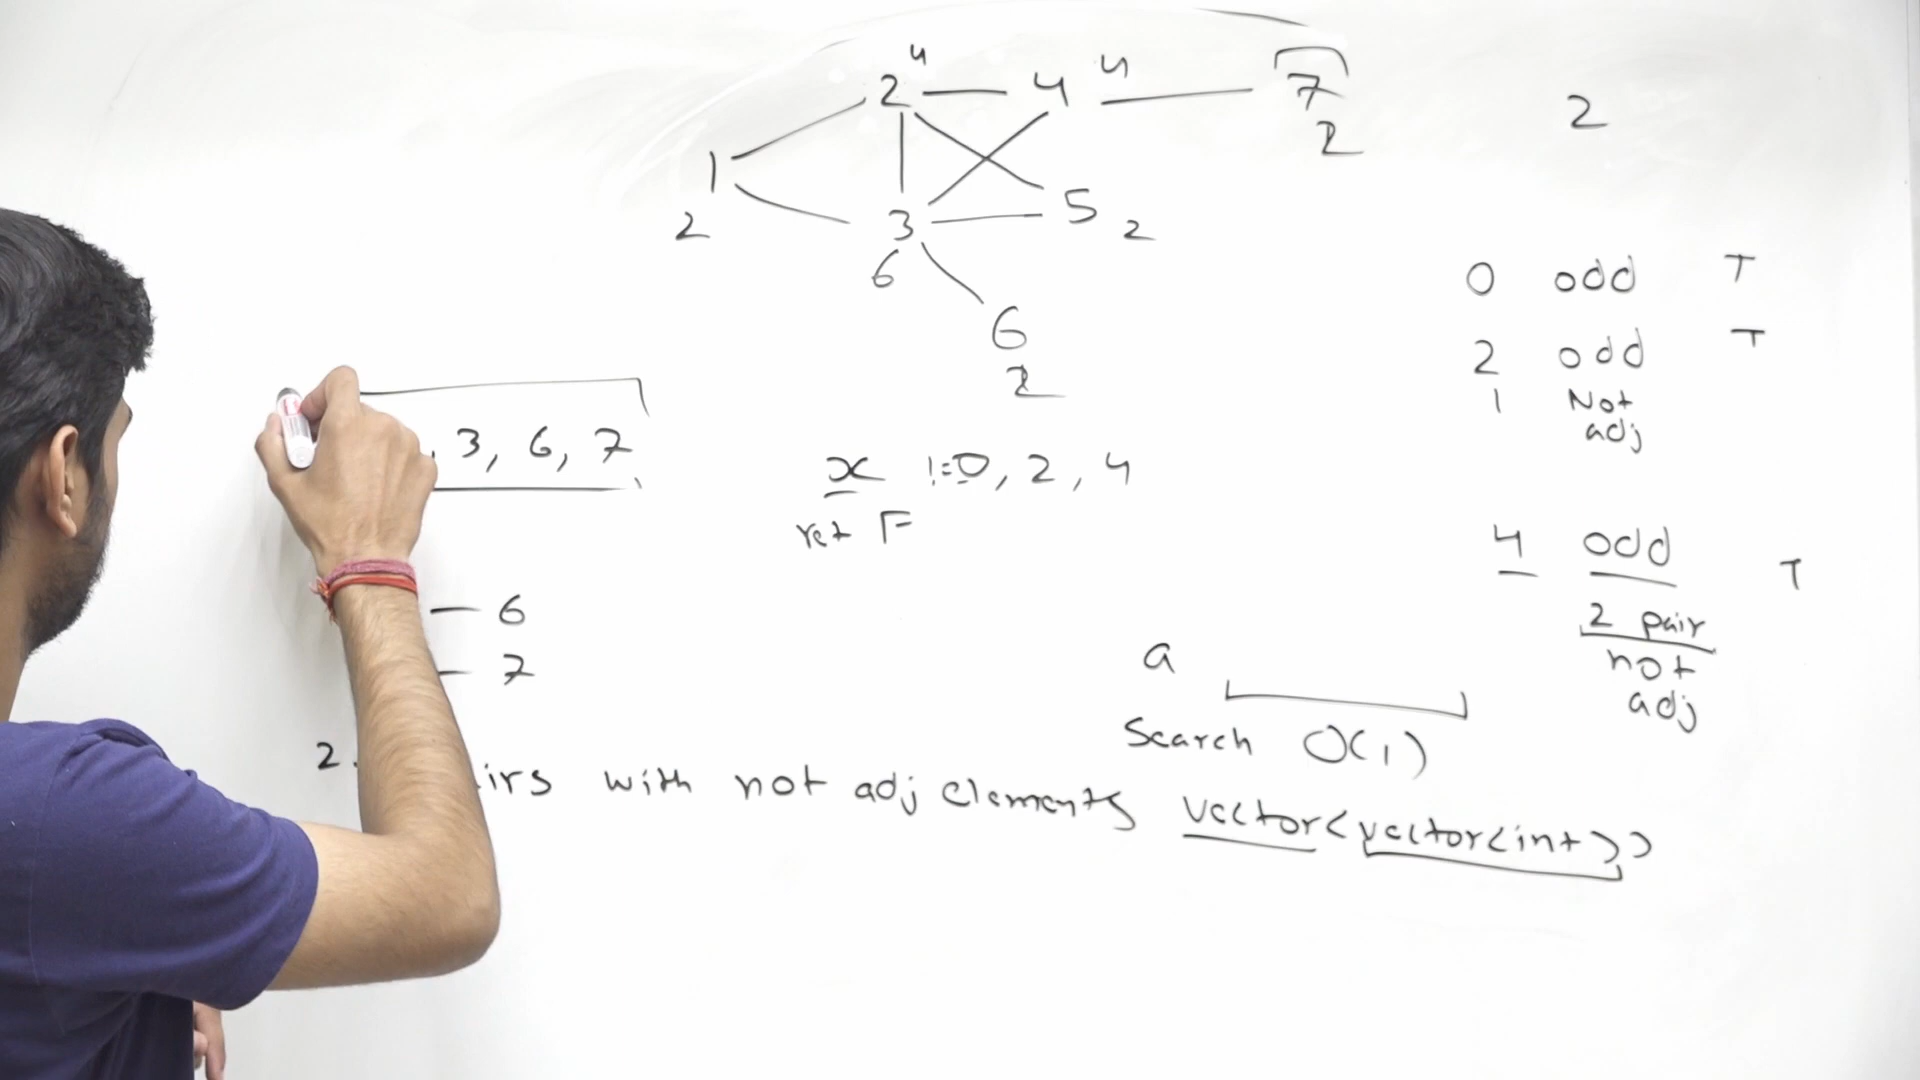 4
2 4 4 7
2
2
1
2
3 5 2
6
6
2
0 odd T
2 odd T
1 Not
adj
, 3, 6, 7
x != 0, 2, 4
ret F
4 odd T
2 pair
not
adj
— 6
— 7
a
Search O(1)
2.
irs with not adj elements vector<vector<int>>